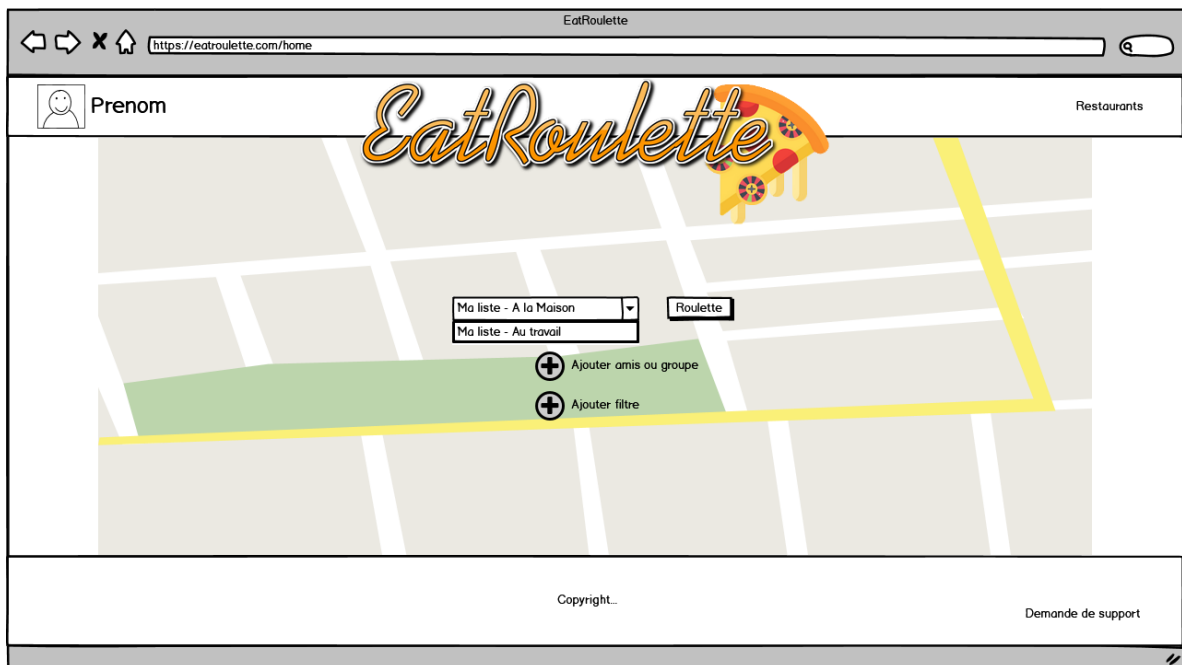 EatRoulette
https://eatroulette.com/home
Prenom
EatRoulette
Restaurants
Ma liste - A la Maison
Roulette
Ma liste - Au travail
Ajouter amis ou groupe
Ajouter filtre
Copyright...
Demande de support